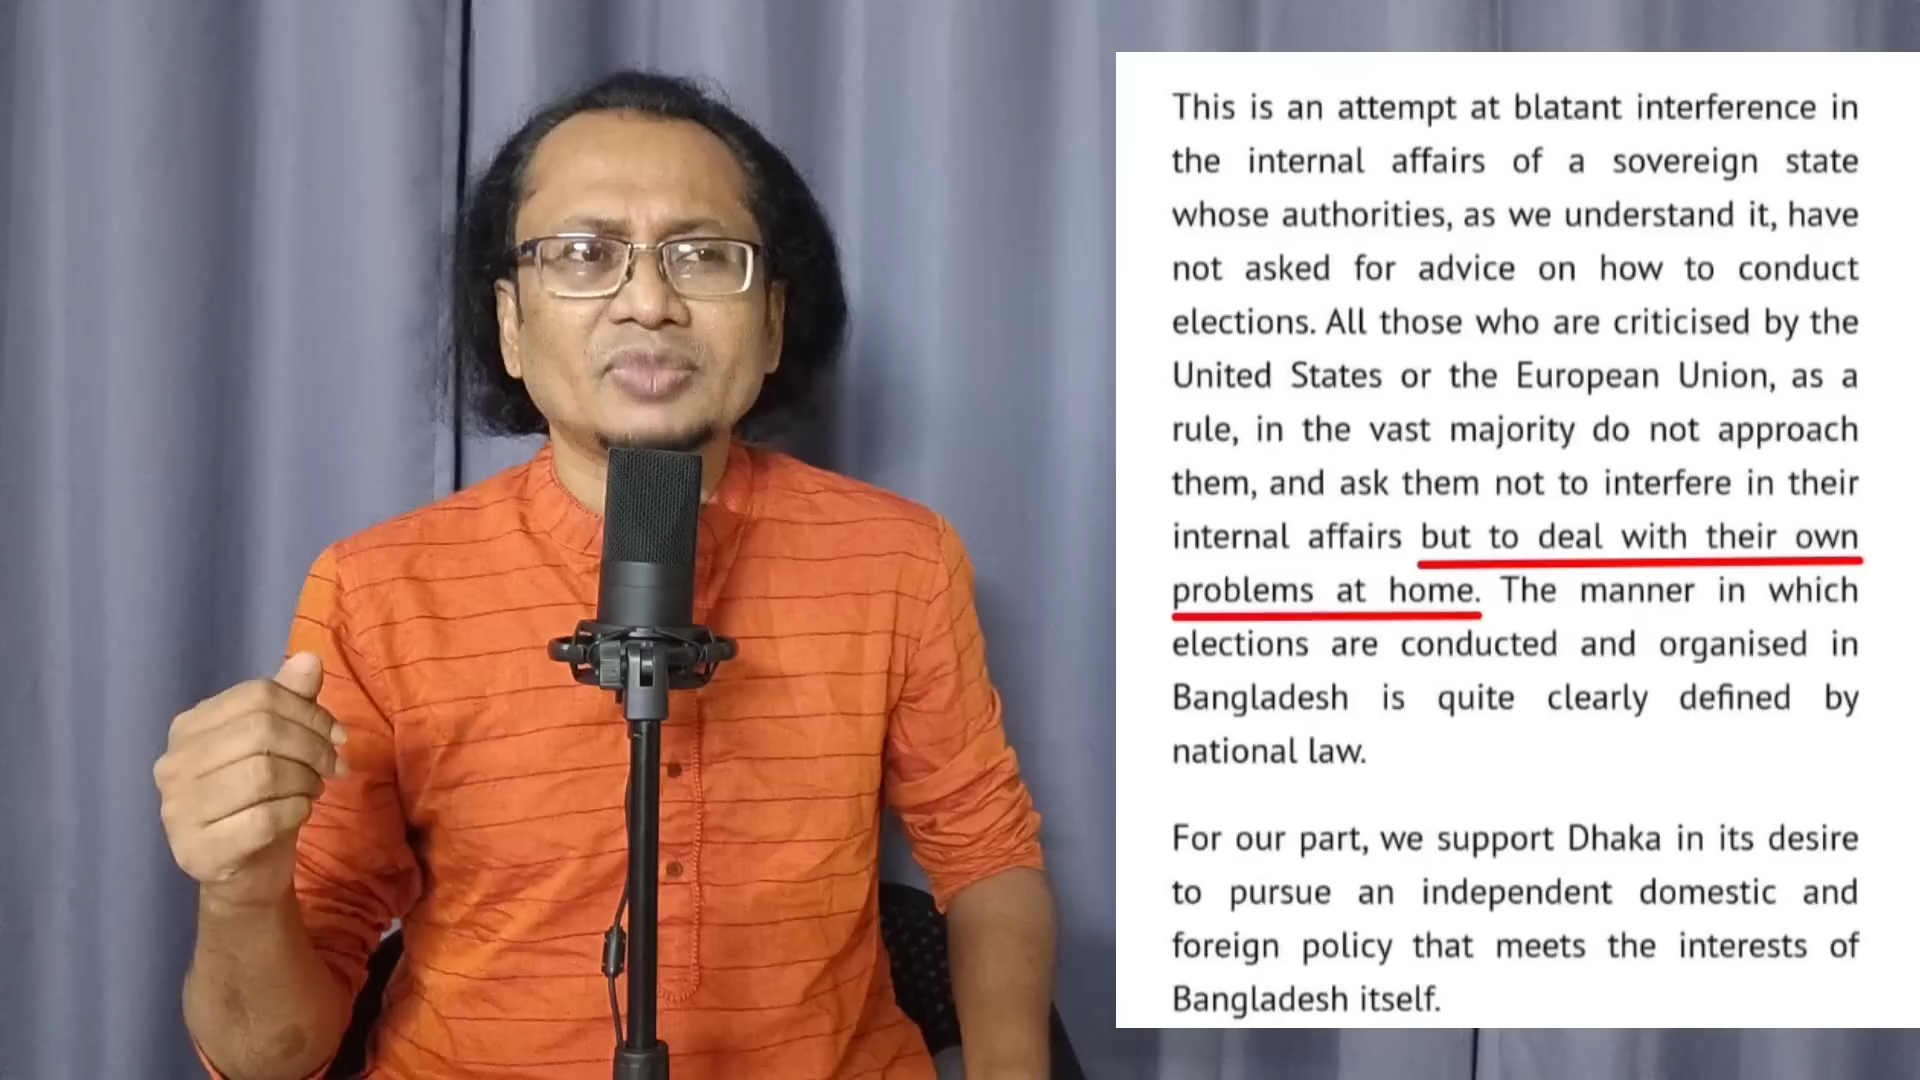 This is an attempt at blatant interference in
the internal affairs of a sovereign state
whose authorities, as we understand it, have
not asked for advice on how to conduct
elections. All those who are criticised by the
United States or the European Union, as a
rule, in the vast majority do not approach
them, and ask them not to interfere in their
internal affairs but to deal with their own
problems at home. The manner in which
elections are conducted and organised in
Bangladesh is quite clearly defined by
national law.
For our part, we support Dhaka in its desire
to pursue an independent domestic and
foreign policy that meets the interests of
Bangladesh itself.